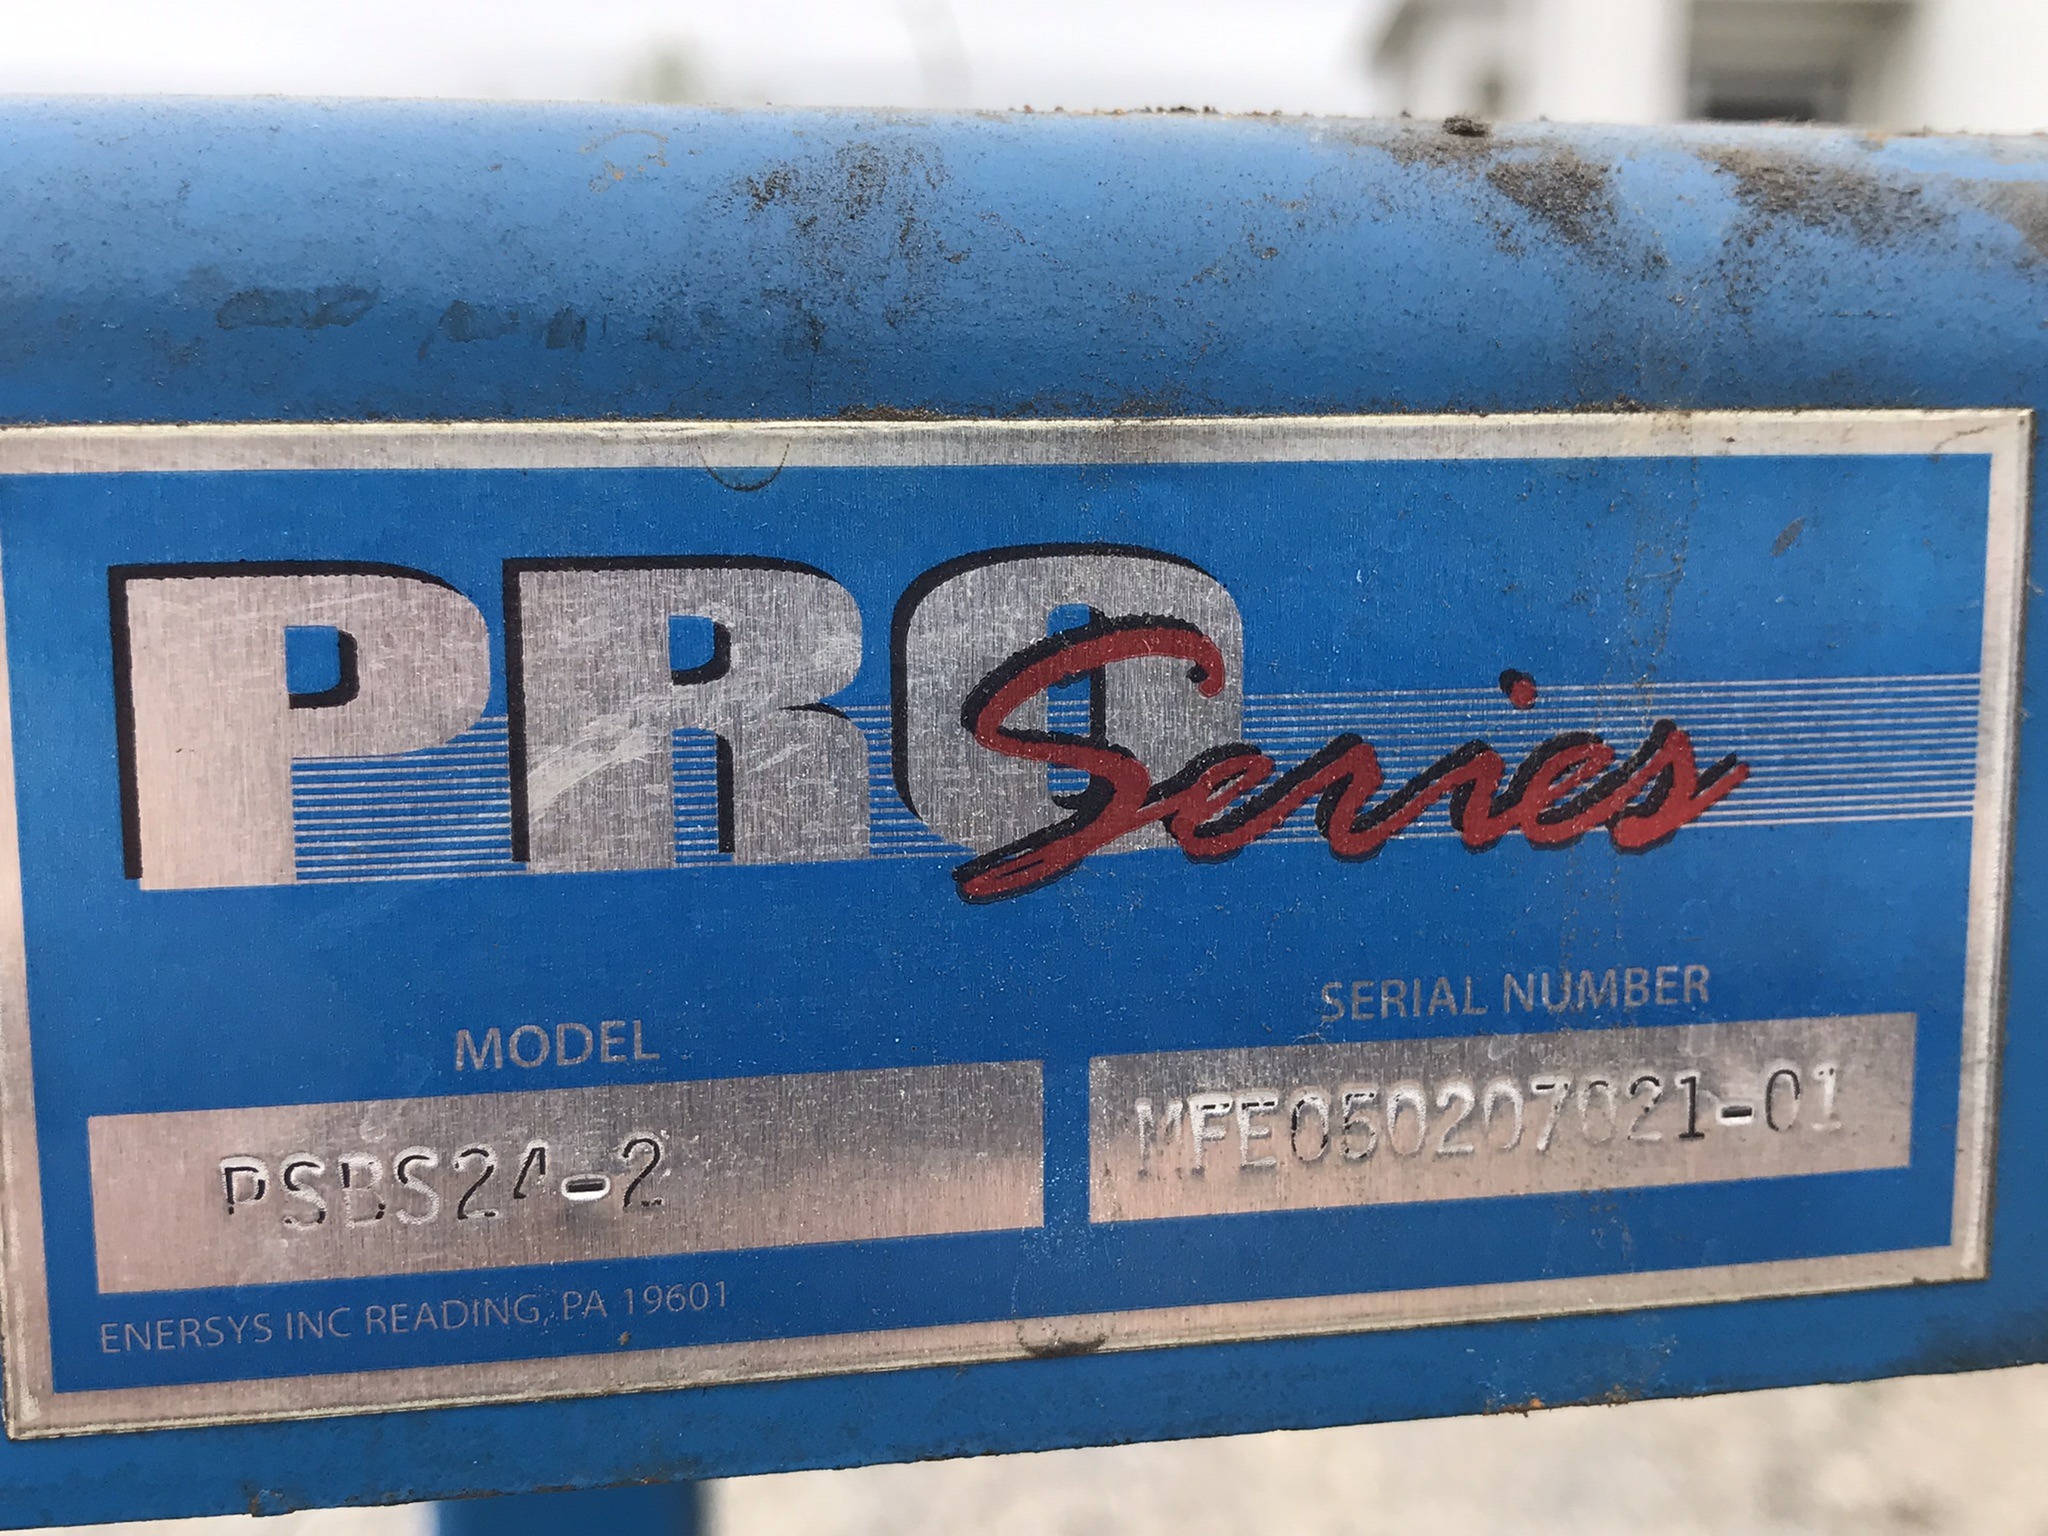 PRO Series
MODEL
SERIAL NUMBER
PSBS24-2
MFE050207021-01
ENERSYS INC READING, PA 19601